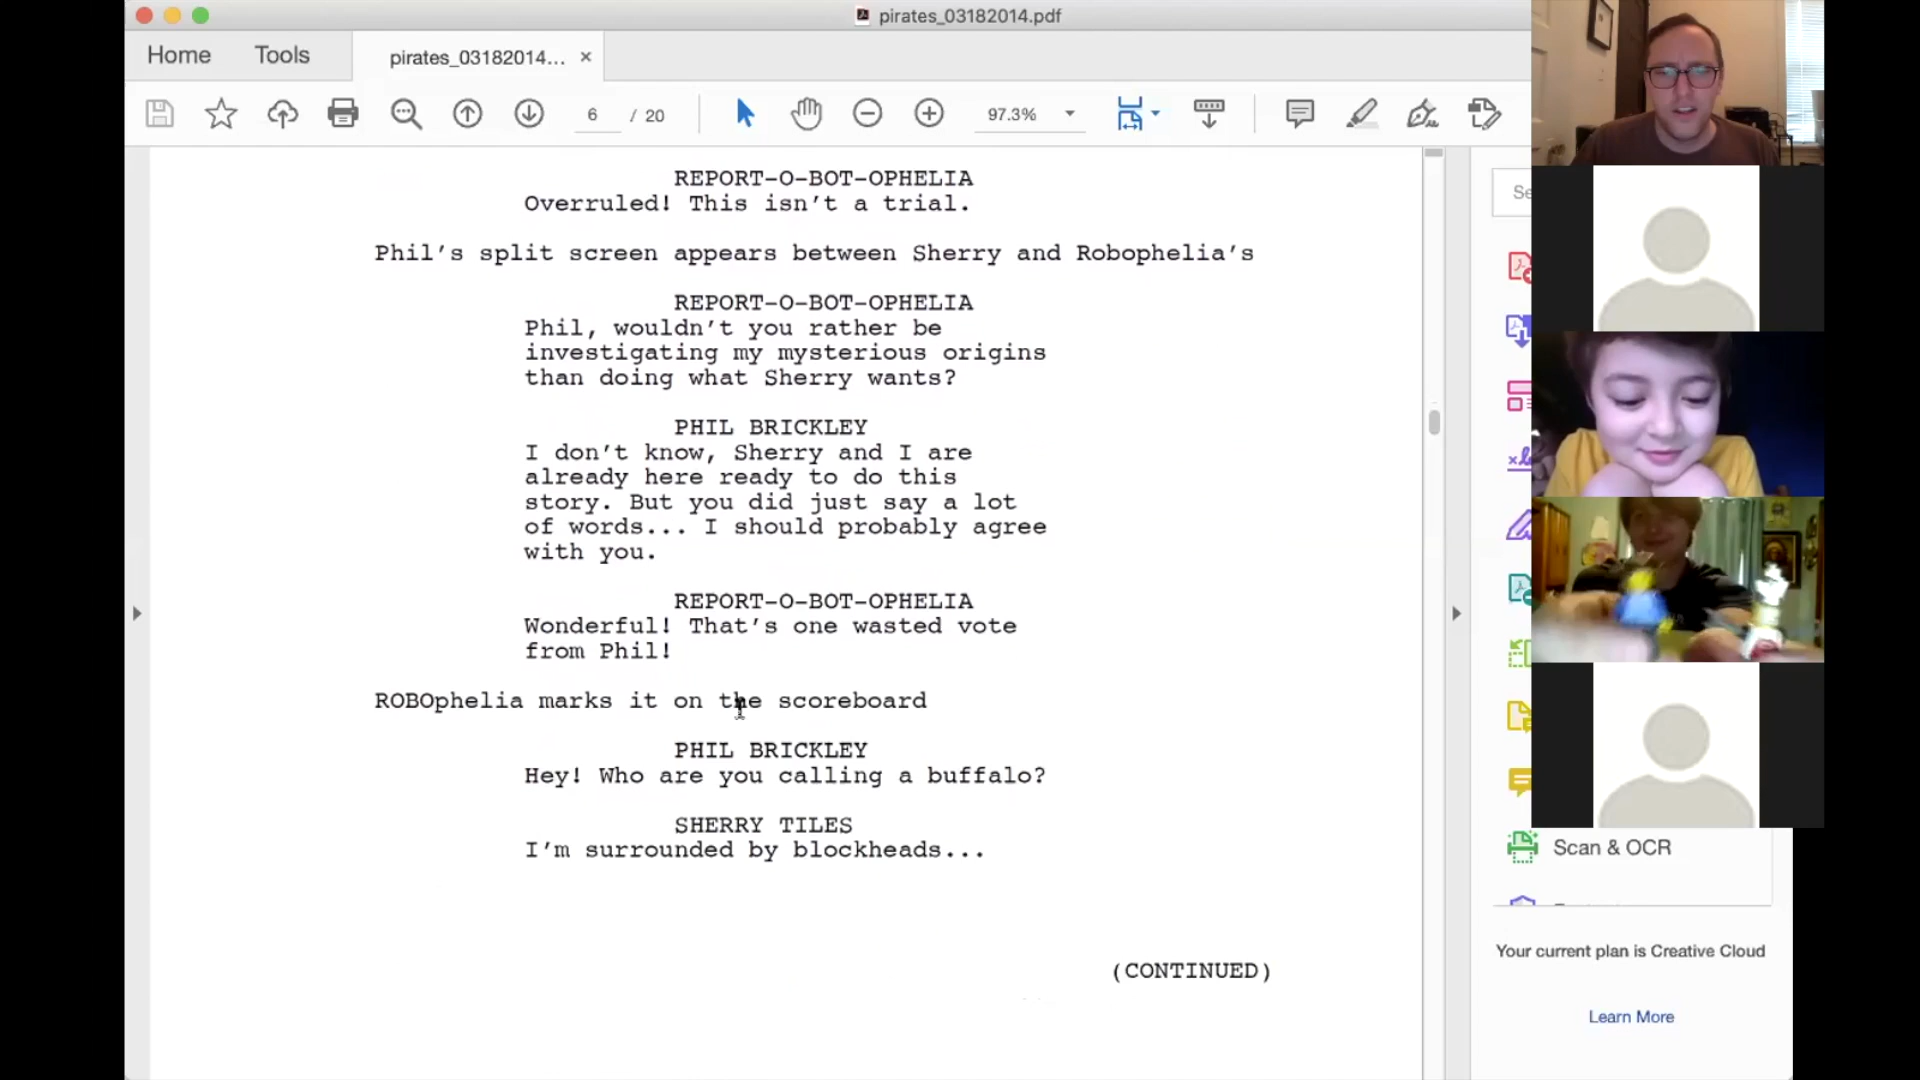 pirates_03182014.pdf
Home Tools pirates_03182014... ×
6 / 20 97.3%
REPORT-O-BOT-OPHELIA
Overruled! This isn't a trial.
Phil's split screen appears between Sherry and Robophelia's
REPORT-O-BOT-OPHELIA
Phil, wouldn't you rather be
investigating my mysterious origins
than doing what Sherry wants?
PHIL BRICKLEY
I don't know, Sherry and I are
already here ready to do this
story. But you did just say a lot
of words... I should probably agree
with you.
REPORT-O-BOT-OPHELIA
Wonderful! That's one wasted vote
from Phil!
ROBOphelia marks it on the scoreboard
PHIL BRICKLEY
Hey! Who are you calling a buffalo?
SHERRY TILES
I'm surrounded by blockheads...
(CONTINUED)
Se
Scan & OCR
Your current plan is Creative Cloud
Learn More